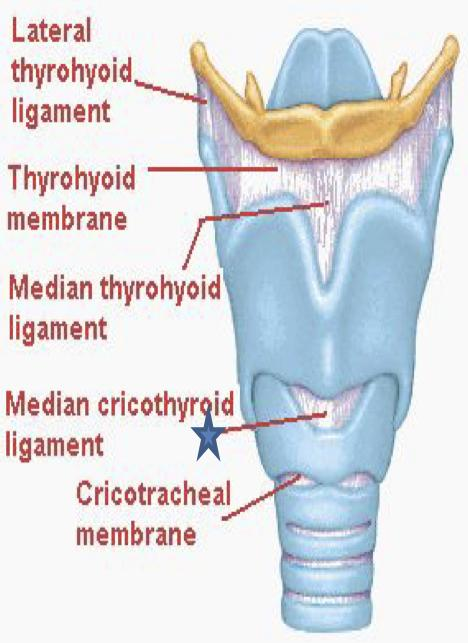 Lateral
thyrohyoid
ligament
Thyrohyoid
membrane
Median thyrohyoid
ligament
Median cricothyroid
ligament
Cricotracheal
membrane